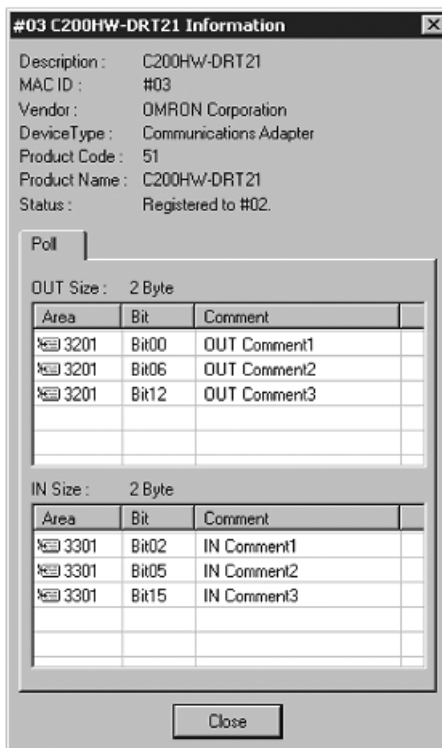 #03 C200HW-DRT21 Information
Description : C200HW-DRT21
MAC ID : #03
Vendor : OMRON Corporation
DeviceType : Communications Adapter
Product Code : 51
Product Name : C200HW-DRT21
Status : Registered to #02.
Poll
OUT Size : 2 Byte
Area Bit Comment
3201 Bit00 OUT Comment1
3201 Bit06 OUT Comment2
3201 Bit12 OUT Comment3
IN Size : 2 Byte
Area Bit Comment
3301 Bit02 IN Comment1
3301 Bit05 IN Comment2
3301 Bit15 IN Comment3
Close